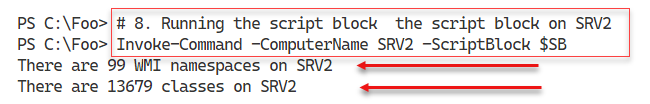 PS C:\Foo> # 8. Running the script block  the script block on SRV2
PS C:\Foo> Invoke-Command -ComputerName SRV2 -ScriptBlock $SB
There are 99 WMI namespaces on SRV2
There are 13679 classes on SRV2